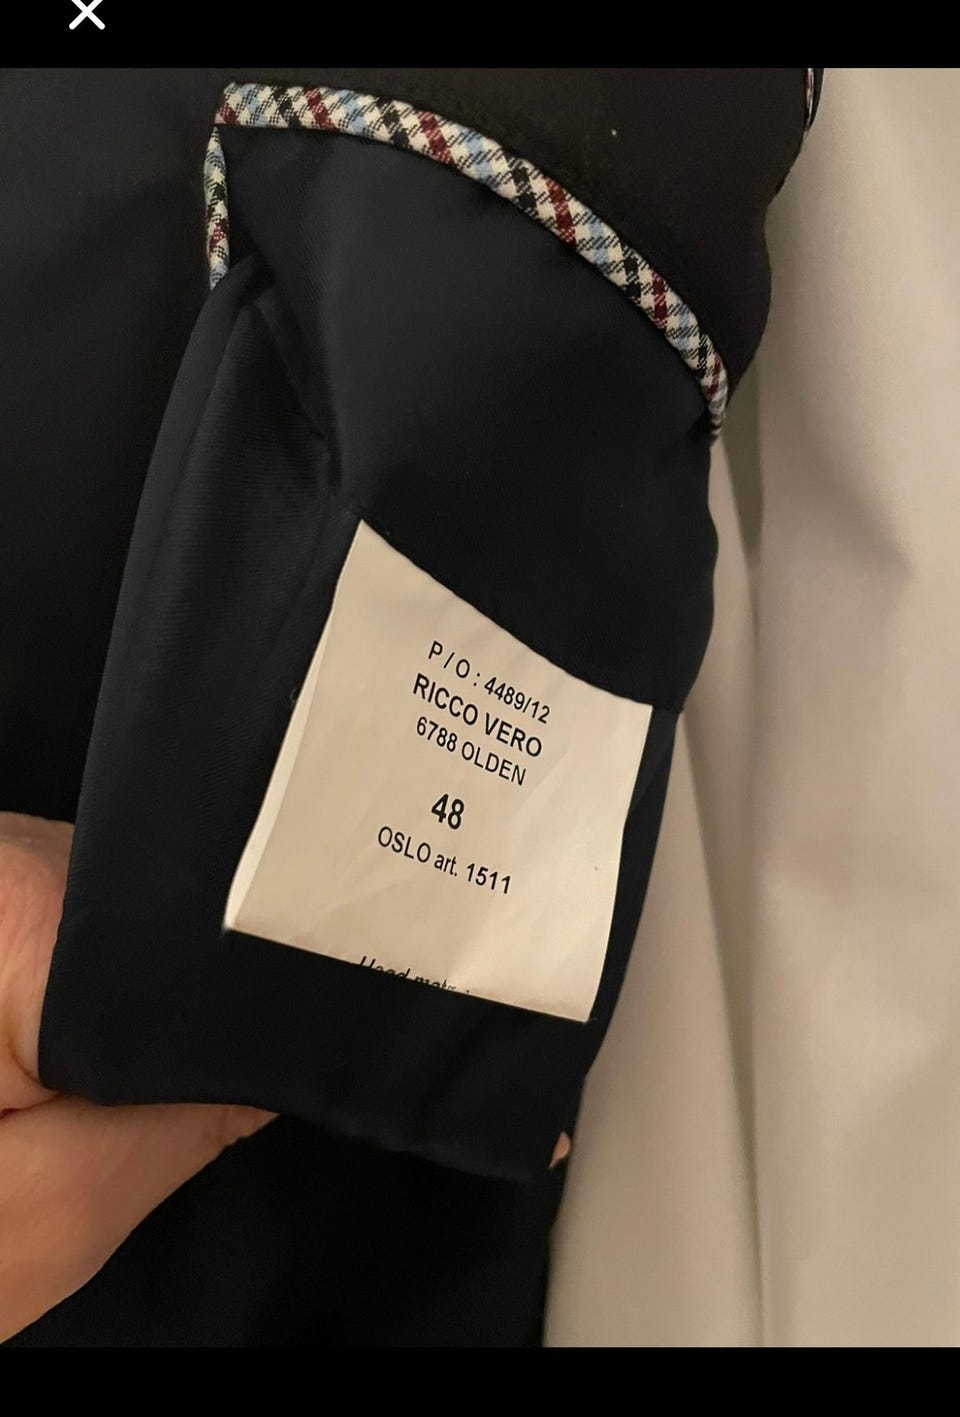 P/O : 4489/12
RICCO VERO
6788 OLDEN
48
OSLO art. 1511